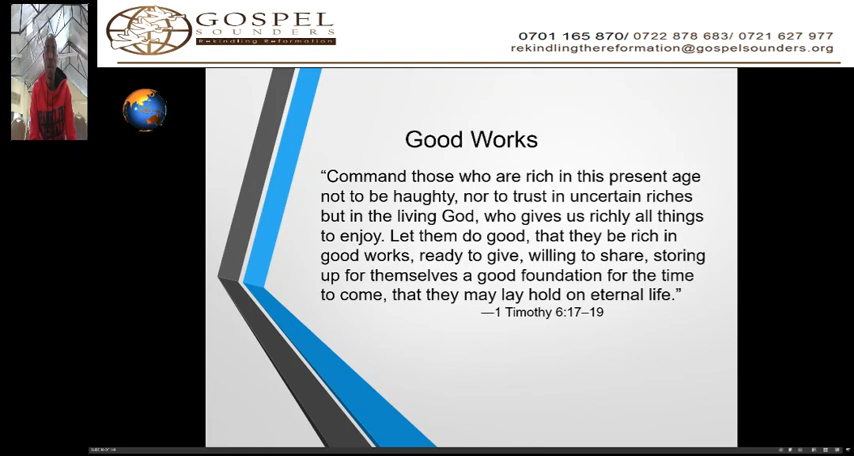 GOSPEL
SOUNDERS
Rekindling Reformation
0701 165 870/ 0722 878 683/ 0721 627 977
rekindlingthereformation@gospelsounders.org
Good Works
“Command those who are rich in this present age
not to be haughty, nor to trust in uncertain riches
but in the living God, who gives us richly all things
to enjoy. Let them do good, that they be rich in
good works, ready to give, willing to share, storing
up for themselves a good foundation for the time
to come, that they may lay hold on eternal life.”
—1 Timothy 6:17–19